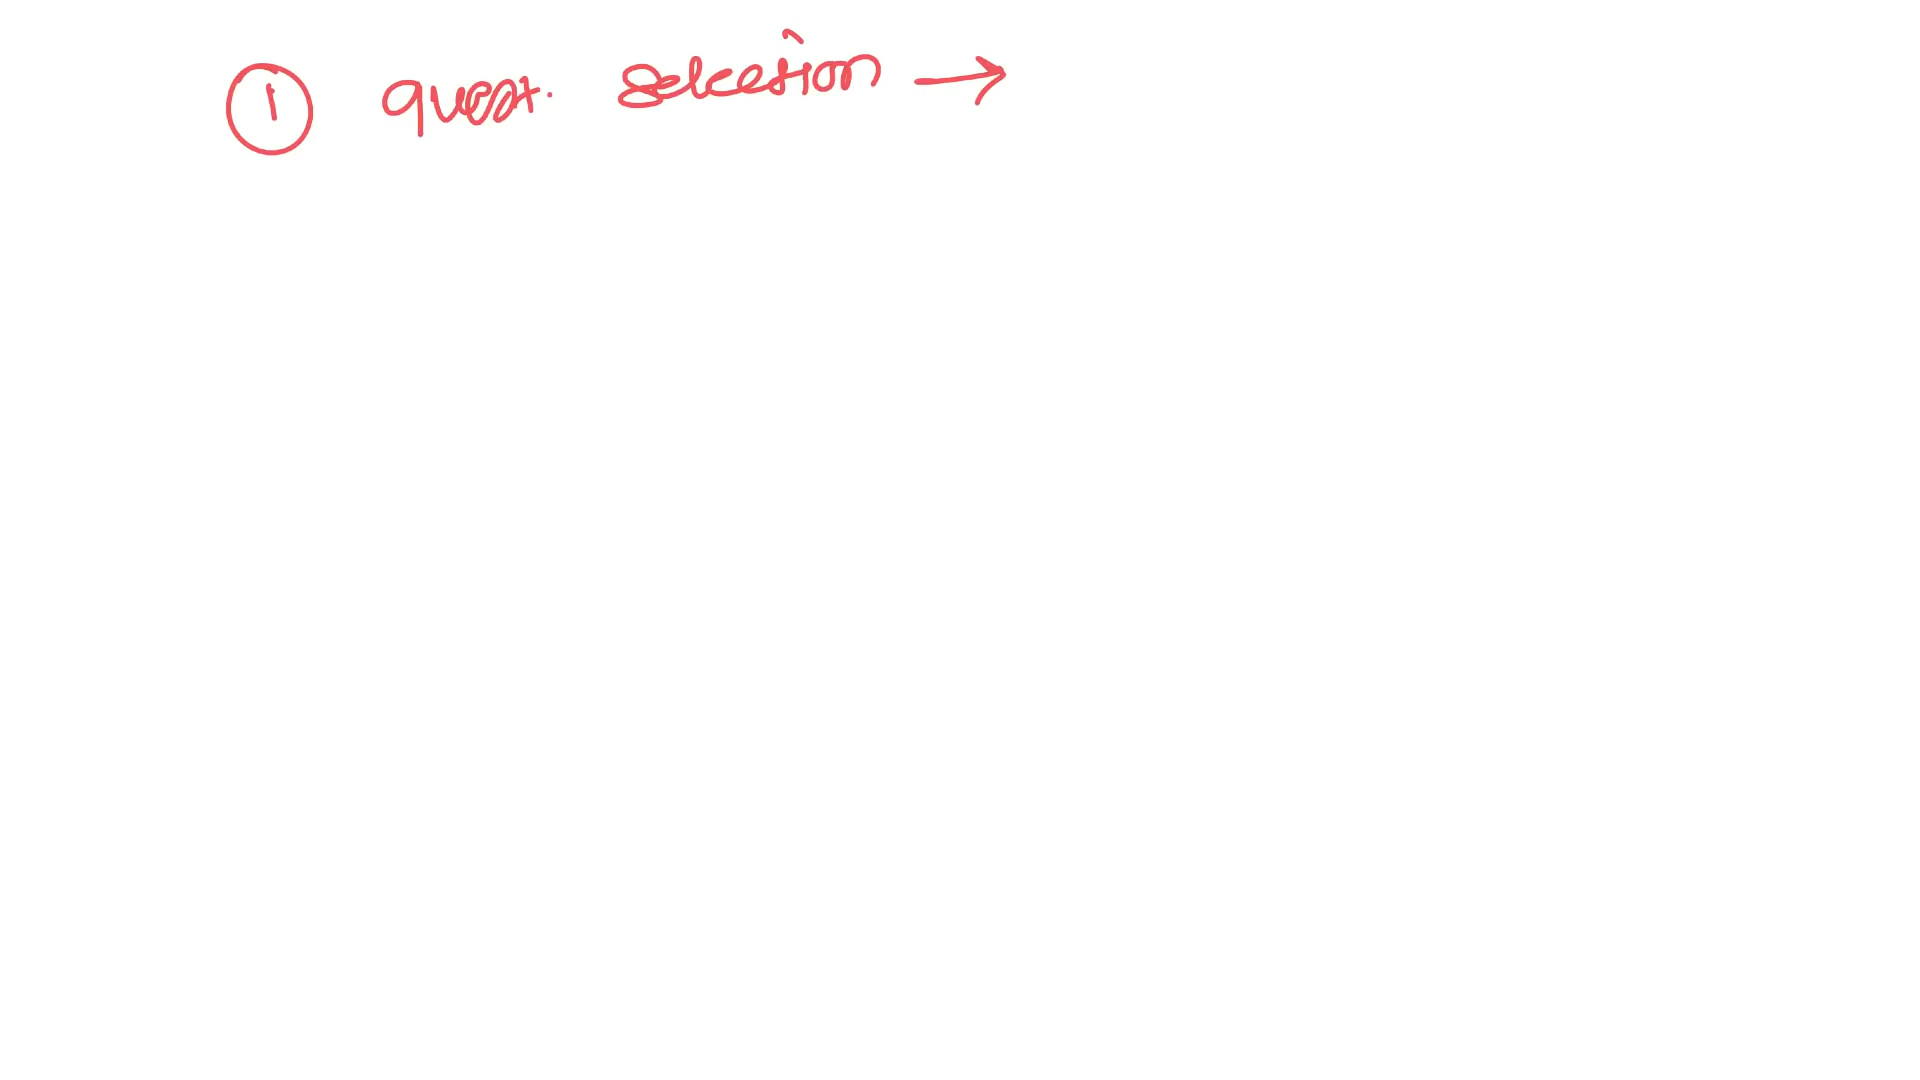 ① quest. selection →